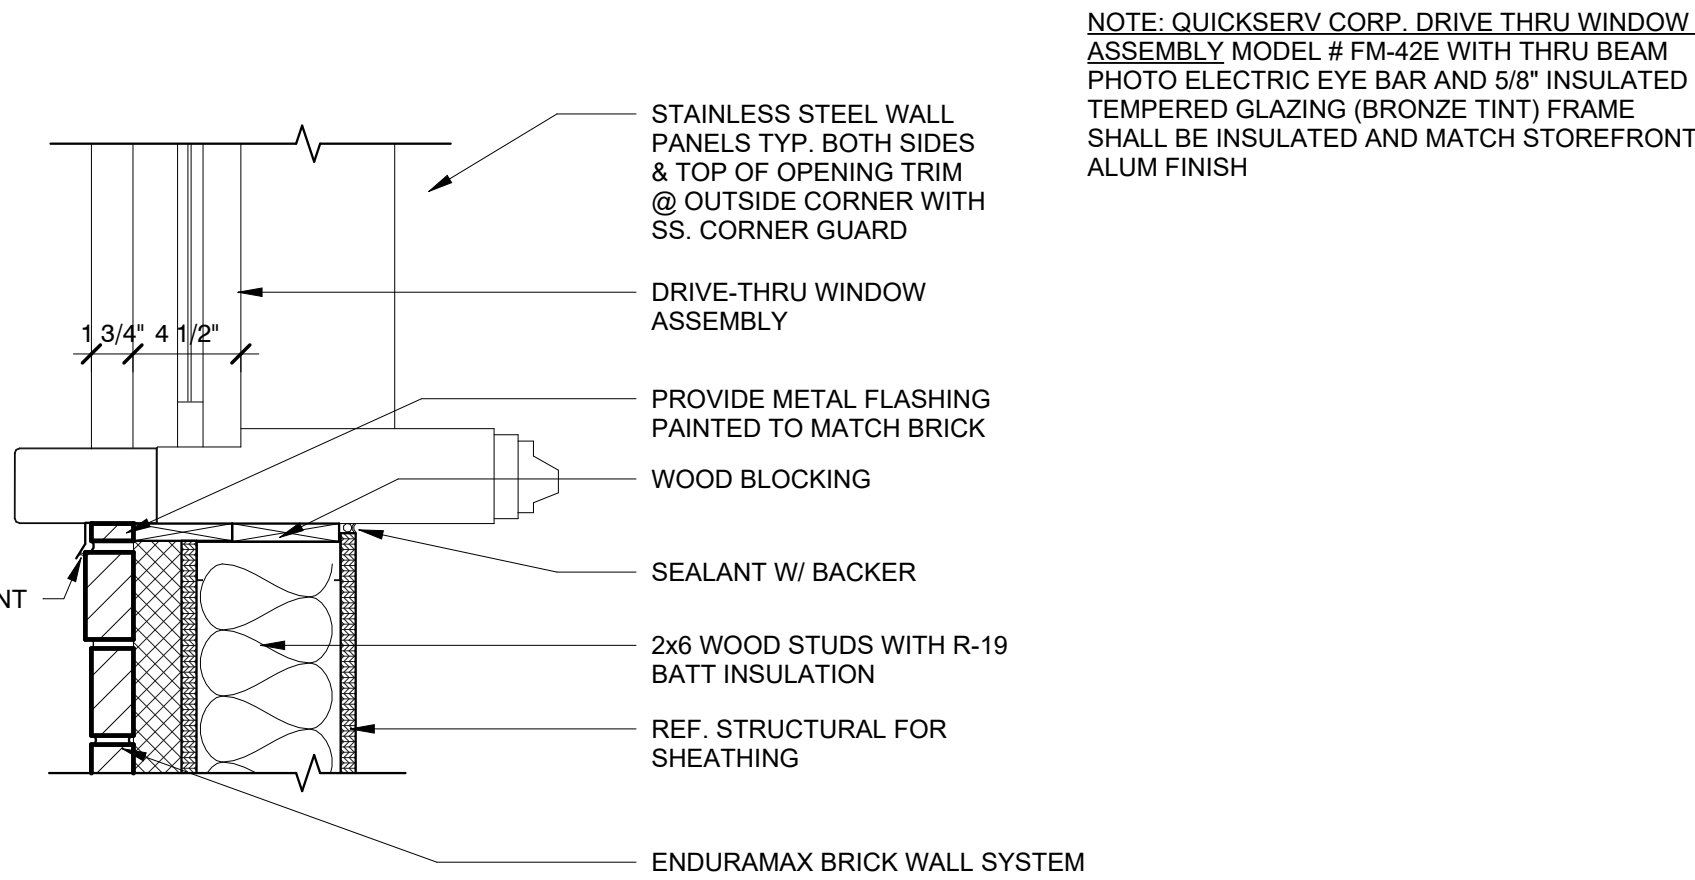 NOTE: QUICKSERV CORP. DRIVE THRU WINDOW
ASSEMBLY MODEL # FM-42E WITH THRU BEAM
PHOTO ELECTRIC EYE BAR AND 5/8" INSULATED
TEMPERED GLAZING (BRONZE TINT) FRAME
SHALL BE INSULATED AND MATCH STOREFRONT
ALUM FINISH
STAINLESS STEEL WALL
PANELS TYP. BOTH SIDES
& TOP OF OPENING TRIM
@ OUTSIDE CORNER WITH
SS. CORNER GUARD
DRIVE-THRU WINDOW
ASSEMBLY
1 3/4" 4 1/2"
PROVIDE METAL FLASHING
PAINTED TO MATCH BRICK
WOOD BLOCKING
SEALANT W/ BACKER
NT
2x6 WOOD STUDS WITH R-19
BATT INSULATION
REF. STRUCTURAL FOR
SHEATHING
ENDURAMAX BRICK WALL SYSTEM